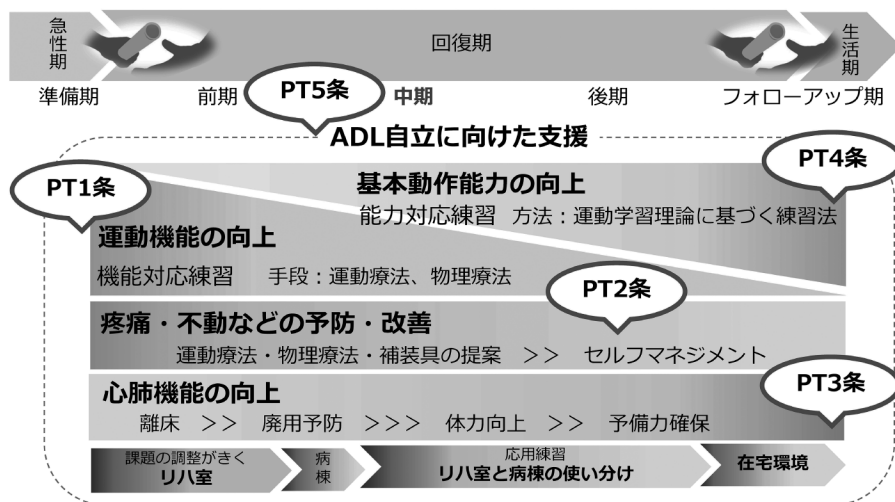 急性期
回復期
生活期
準備期 前期 中期 後期 フォローアップ期
PT5条
ADL自立に向けた支援
PT4条
PT1条
基本動作能力の向上
能力対応練習 方法：運動学習理論に基づく練習法
運動機能の向上
機能対応練習 手段：運動療法、物理療法
PT2条
疼痛・不動などの予防・改善
運動療法・物理療法・補装具の提案 >> セルフマネジメント
PT3条
心肺機能の向上
離床 >> 廃用予防 >>> 体力向上 >> 予備力確保
課題の調整がきく
リハ室
病棟
応用練習
リハ室と病棟の使い分け
在宅環境